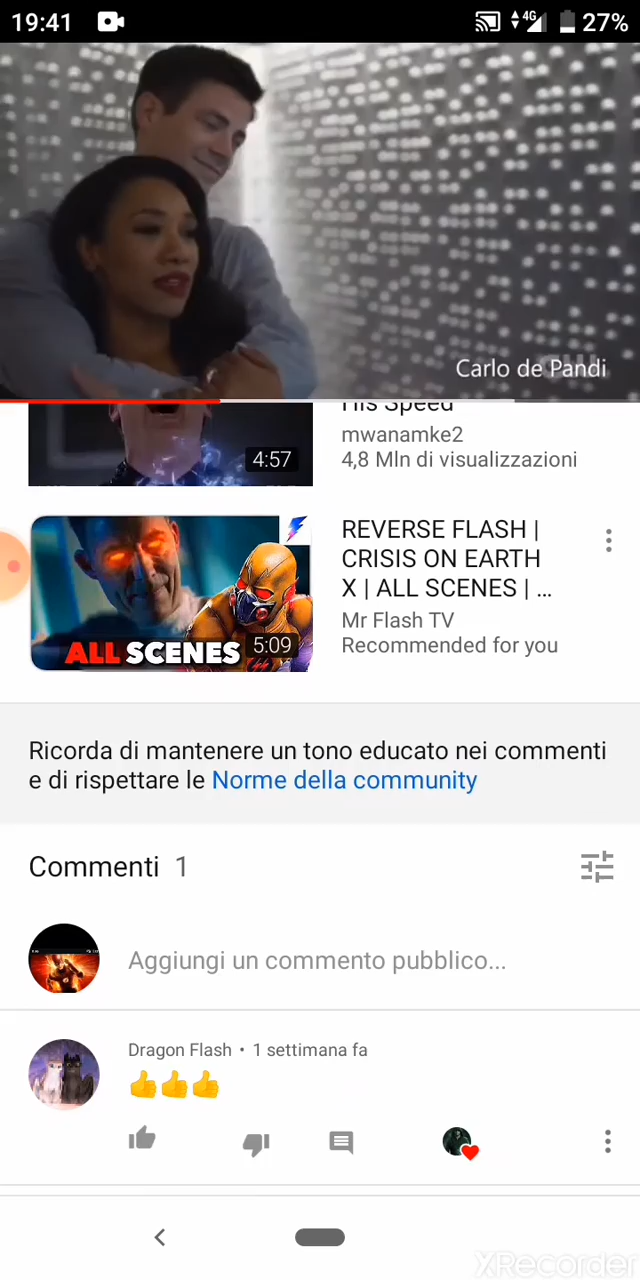 19:41
4G
27%
Carlo de Pandi
His Speed
4:57
mwanamke2
4,8 Mln di visualizzazioni
REVERSE FLASH |
CRISIS ON EARTH
X | ALL SCENES | ...
ALL SCENES
5:09
Mr Flash TV
Recommended for you
Ricorda di mantenere un tono educato nei commenti
e di rispettare le Norme della community
Commenti 1
Aggiungi un commento pubblico...
Dragon Flash • 1 settimana fa
👍👍👍
XRecorder